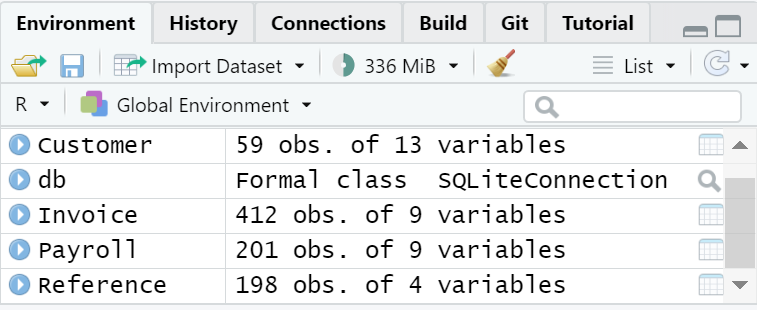 Environment History Connections Build Git Tutorial
Import Dataset 336 MiB List
R Global Environment
Customer 59 obs. of 13 variables
db Formal class SQLiteConnection
Invoice 412 obs. of 9 variables
Payroll 201 obs. of 9 variables
Reference 198 obs. of 4 variables